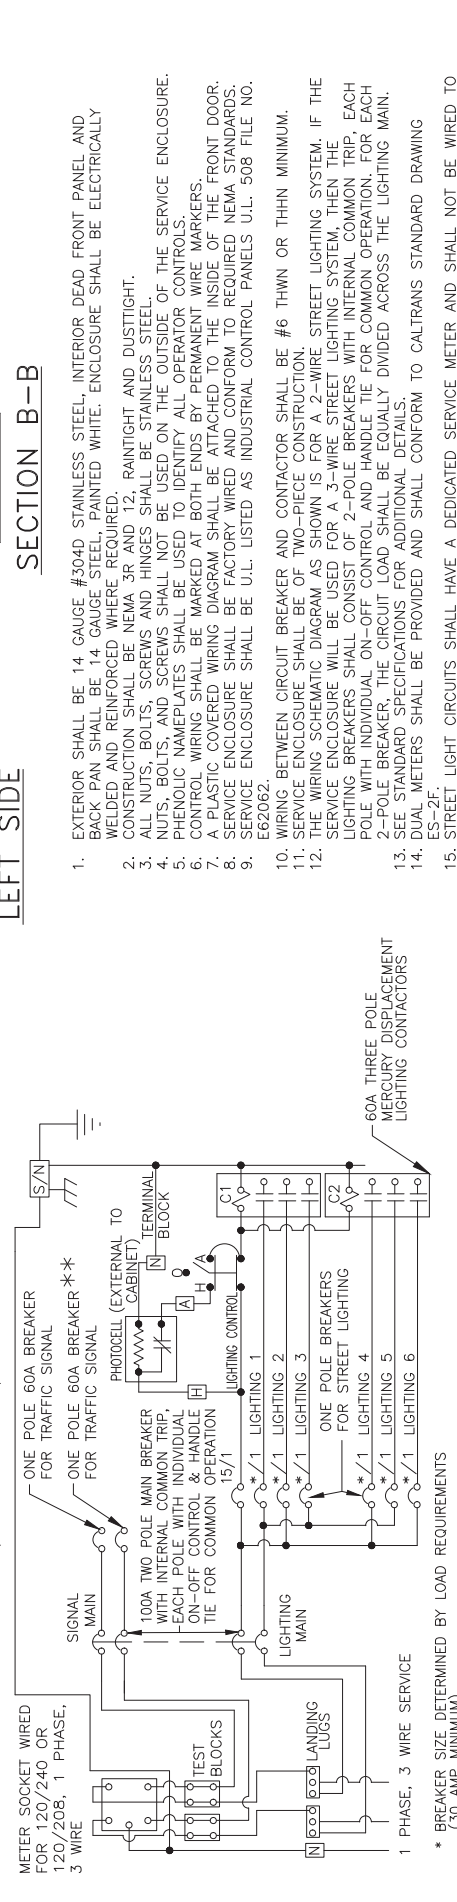 LEFT SIDE
SECTION B-B
1. EXTERIOR SHALL BE 14 GAUGE #304D STAINLESS STEEL, INTERIOR DEAD FRONT PANEL AND
BACK PAN SHALL BE 14 GAUGE STEEL, PAINTED WHITE. ENCLOSURE SHALL BE ELECTRICALLY
WELDED AND REINFORCED WHERE REQUIRED.
2. CONSTRUCTION SHALL BE NEMA 3R AND 12, RAINTIGHT AND DUSTTIGHT.
3. ALL NUTS, BOLTS, SCREWS AND HINGES SHALL BE STAINLESS STEEL.
4. NUTS, BOLTS, AND SCREWS SHALL NOT BE USED ON THE OUTSIDE OF THE SERVICE ENCLOSURE.
5. PHENOLIC NAMEPLATES SHALL BE USED TO IDENTIFY ALL OPERATOR CONTROLS.
6. CONTROL WIRING SHALL BE MARKED AT BOTH ENDS BY PERMANENT WIRE MARKERS.
7. A PLASTIC COVERED WIRING DIAGRAM SHALL BE ATTACHED TO THE INSIDE OF THE FRONT DOOR.
8. SERVICE ENCLOSURE SHALL BE FACTORY WIRED AND CONFORM TO REQUIRED NEMA STANDARDS.
9. SERVICE ENCLOSURE SHALL BE U.L. LISTED AS INDUSTRIAL CONTROL PANELS U.L. 508 FILE NO.
E62062.
10. WIRING BETWEEN CIRCUIT BREAKER AND CONTACTOR SHALL BE #6 THWN OR THHN MINIMUM.
11. SERVICE ENCLOSURE SHALL BE OF TWO-PIECE CONSTRUCTION.
12. THE WIRING SCHEMATIC DIAGRAM AS SHOWN IS FOR A 2-WIRE STREET LIGHTING SYSTEM. IF THE
SERVICE ENCLOSURE WILL BE USED FOR A 3-WIRE STREET LIGHTING SYSTEM, THEN THE
LIGHTING BREAKERS SHALL CONSIST OF 2-POLE BREAKERS WITH INTERNAL COMMON TRIP, EACH
POLE WITH INDIVIDUAL ON-OFF CONTROL AND HANDLE TIE FOR COMMON OPERATION. FOR EACH
2-POLE BREAKER, THE CIRCUIT LOAD SHALL BE EQUALLY DIVIDED ACROSS THE LIGHTING MAIN.
13. SEE STANDARD SPECIFICATIONS FOR ADDITIONAL DETAILS.
14. DUAL METERS SHALL BE PROVIDED AND SHALL CONFORM TO CALTRANS STANDARD DRAWING
ES-2F.
15. STREET LIGHT CIRCUITS SHALL HAVE A DEDICATED SERVICE METER AND SHALL NOT BE WIRED TO
METER SOCKET WIRED
FOR 120/240 OR
120/208, 1 PHASE,
3 WIRE
SIGNAL
MAIN
ONE POLE 60A BREAKER
FOR TRAFFIC SIGNAL
ONE POLE 60A BREAKER**
FOR TRAFFIC SIGNAL
S/N
100A TWO POLE MAIN BREAKER
WITH INTERNAL COMMON TRIP,
EACH POLE WITH INDIVIDUAL
ON-OFF CONTROL & HANDLE
TIE FOR COMMON OPERATION
PHOTOCELL (EXTERNAL TO
CABINET)
N
TERMINAL
BLOCK
H
A
H
O
A
LIGHTING CONTROL
15/1
TEST
BLOCKS
LANDING
LUGS
N
LIGHTING
MAIN
*/1 LIGHTING 1
*/1 LIGHTING 2
*/1 LIGHTING 3
ONE POLE BREAKERS
FOR STREET LIGHTING
*/1 LIGHTING 4
*/1 LIGHTING 5
*/1 LIGHTING 6
C1
C2
60A THREE POLE
MERCURY DISPLACEMENT
LIGHTING CONTACTORS
1 PHASE, 3 WIRE SERVICE
* BREAKER SIZE DETERMINED BY LOAD REQUIREMENTS
(30 AMP MINIMUM)